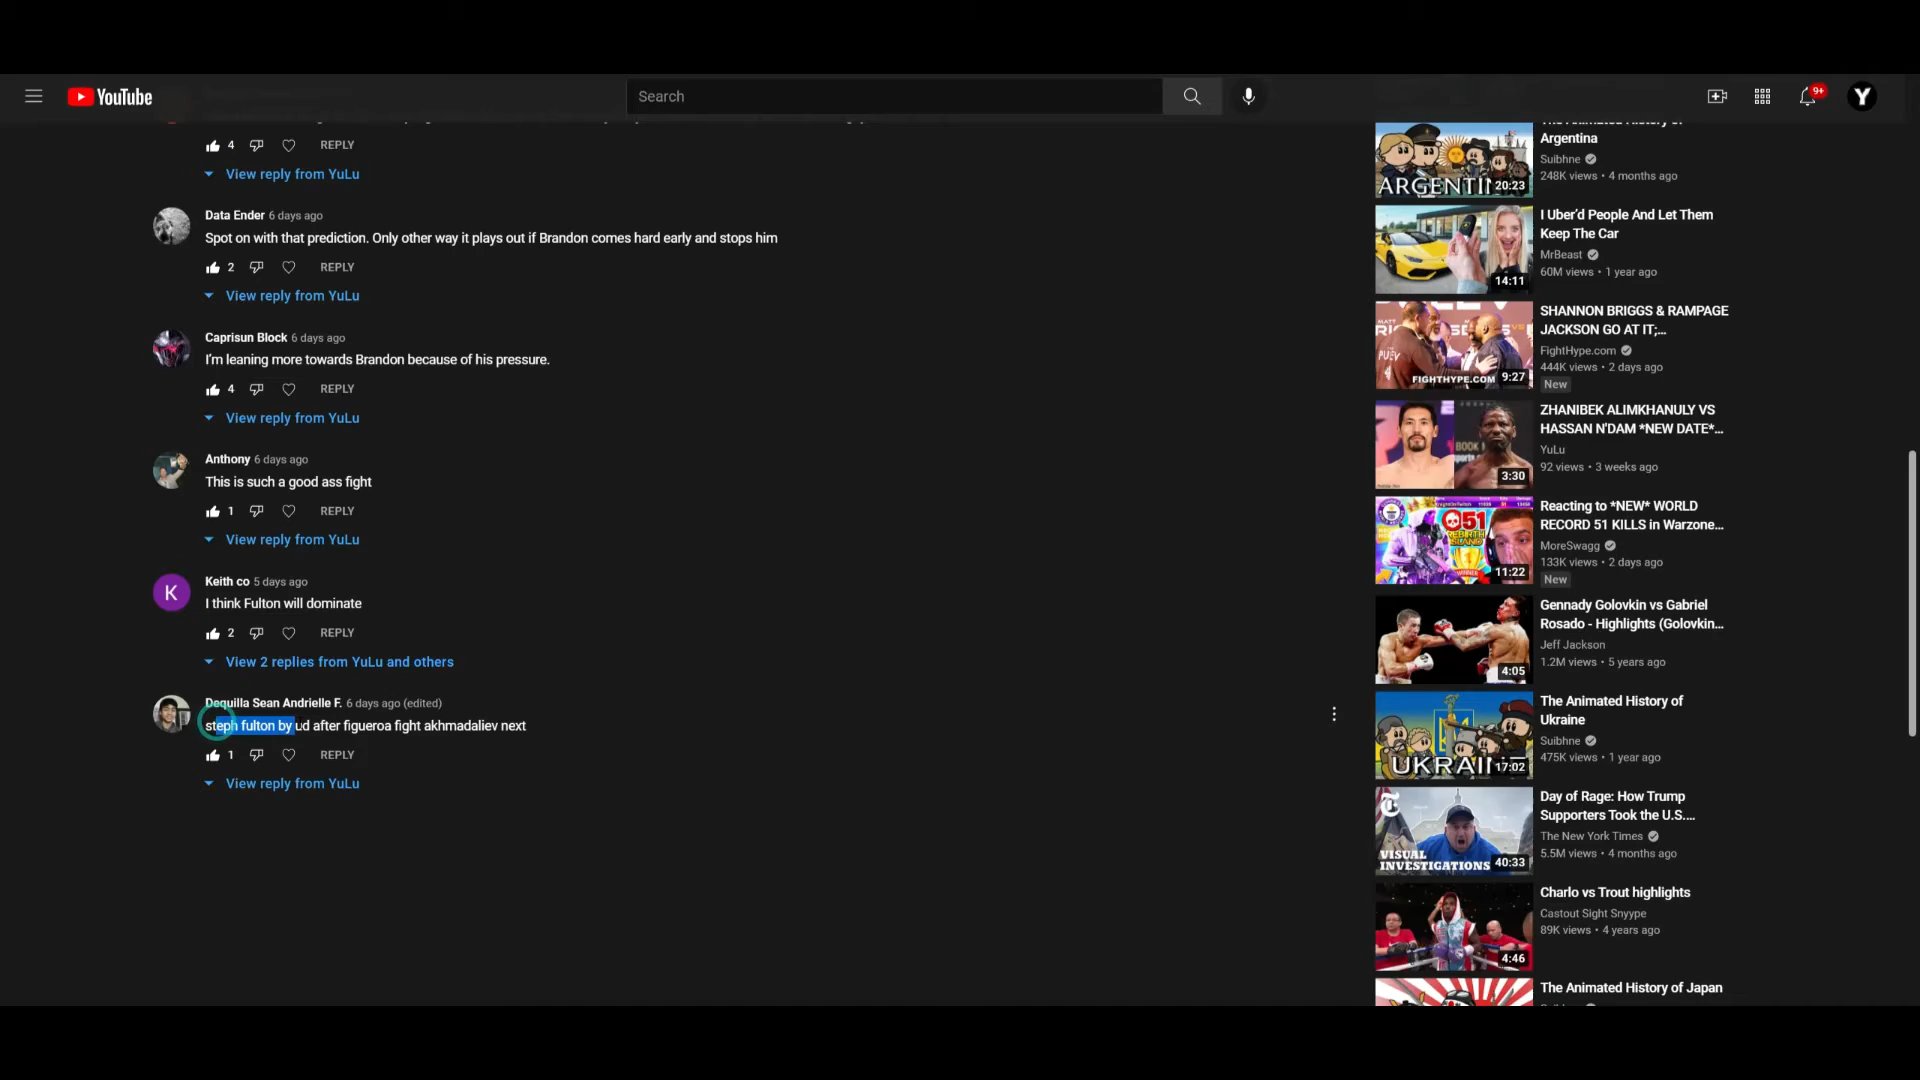 YouTube
Search
9+
Y
4
REPLY
View reply from YuLu
Data Ender 6 days ago
Spot on with that prediction. Only other way it plays out if Brandon comes hard early and stops him
2
REPLY
View reply from YuLu
Caprisun Block 6 days ago
I'm leaning more towards Brandon because of his pressure.
4
REPLY
View reply from YuLu
Anthony 6 days ago
This is such a good ass fight
1
REPLY
View reply from YuLu
K
Keith co 5 days ago
I think Fulton will dominate
2
REPLY
View 2 replies from YuLu and others
Dequilla Sean Andrielle F. 6 days ago (edited)
steph fulton by ud after figueroa fight akhmadaliev next
1
REPLY
View reply from YuLu
The Animated History of
Argentina
Suibhne
248K views • 4 months ago
20:23
I Uber'd People And Let Them
Keep The Car
MrBeast
60M views • 1 year ago
14:11
SHANNON BRIGGS & RAMPAGE
JACKSON GO AT IT;...
FightHype.com
444K views • 2 days ago
New
FIGHTHYPE.COM
9:27
ZHANIBEK ALIMKHANULY VS
HASSAN N'DAM *NEW DATE*...
YuLu
92 views • 3 weeks ago
3:30
Reacting to *NEW* WORLD
RECORD 51 KILLS in Warzone...
MoreSwagg
133K views • 2 days ago
New
51
REBIRTH
ISLAND
11:22
Gennady Golovkin vs Gabriel
Rosado - Highlights (Golovkin...
Jeff Jackson
1.2M views • 5 years ago
4:05
The Animated History of
Ukraine
Suibhne
475K views • 1 year ago
17:02
Day of Rage: How Trump
Supporters Took the U.S....
The New York Times
5.5M views • 4 months ago
VISUAL
INVESTIGATIONS
40:33
Charlo vs Trout highlights
Castout Sight Snyype
89K views • 4 years ago
4:46
The Animated History of Japan